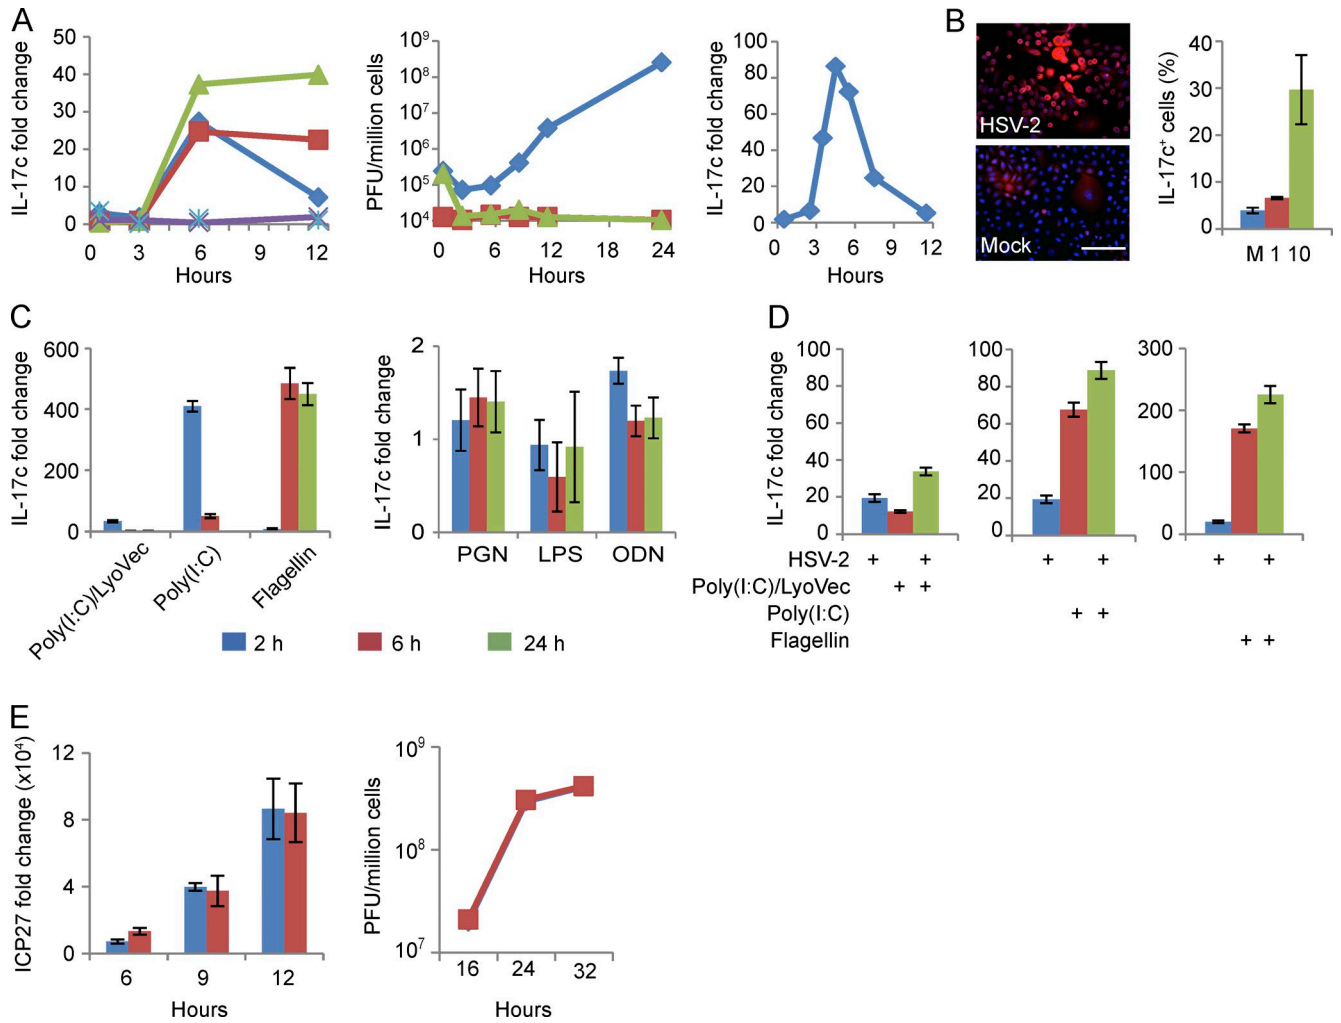 A
IL-17c fold change
50
40
30
20
10
0
0 3 6 9 12
Hours
PFU/million cells
10⁹
10⁸
10⁷
10⁶
10⁵
10⁴
0 6 12 18 24
Hours
IL-17c fold change
100
80
60
40
20
0
0 3 6 9 12
Hours
B
HSV-2
Mock
IL-17c⁺ cells (%)
40
30
20
10
0
M 1 10
C
IL-17c fold change
600
400
200
0
Poly(I:C)/LyoVec
Poly(I:C)
Flagellin
IL-17c fold change
2
1
0
PGN LPS ODN
2 h 6 h 24 h
D
IL-17c fold change
100
80
60
40
20
0
100
80
60
40
20
0
300
200
100
0
HSV-2 + + + + + +
Poly(I:C)/LyoVec + +
Poly(I:C) + +
Flagellin + +
E
ICP27 fold change (x10⁴)
12
8
4
0
6 9 12
Hours
PFU/million cells
10⁹
10⁸
10⁷
16 24 32
Hours